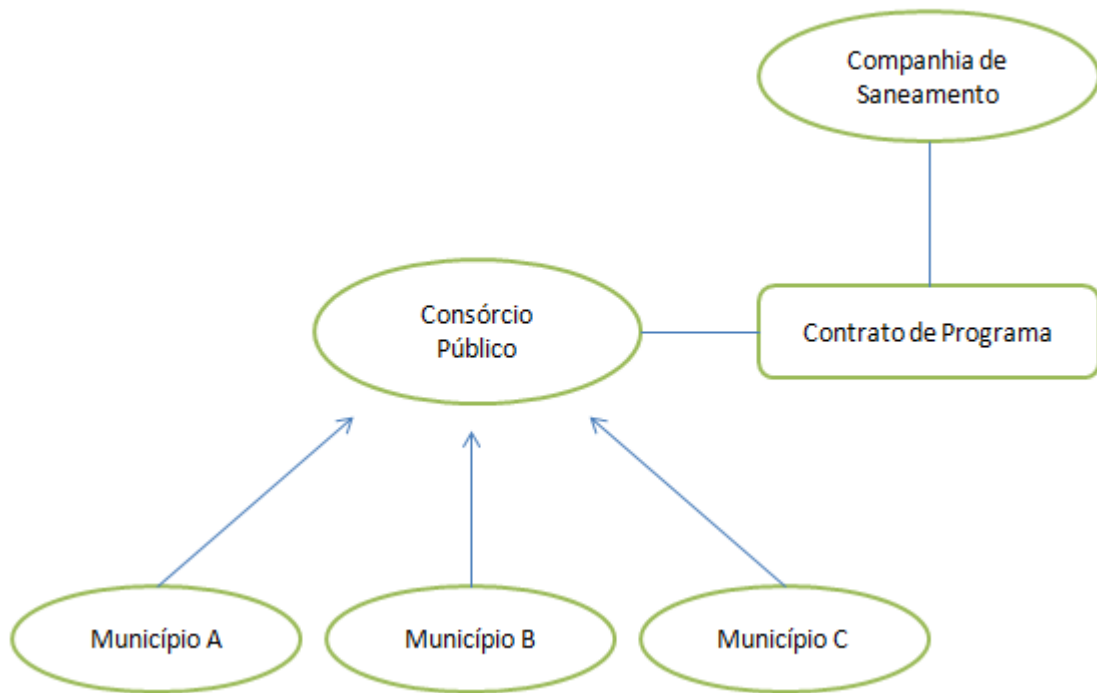 Companhia de
Saneamento
Consórcio
Público
Contrato de Programa
Município A
Município B
Município C